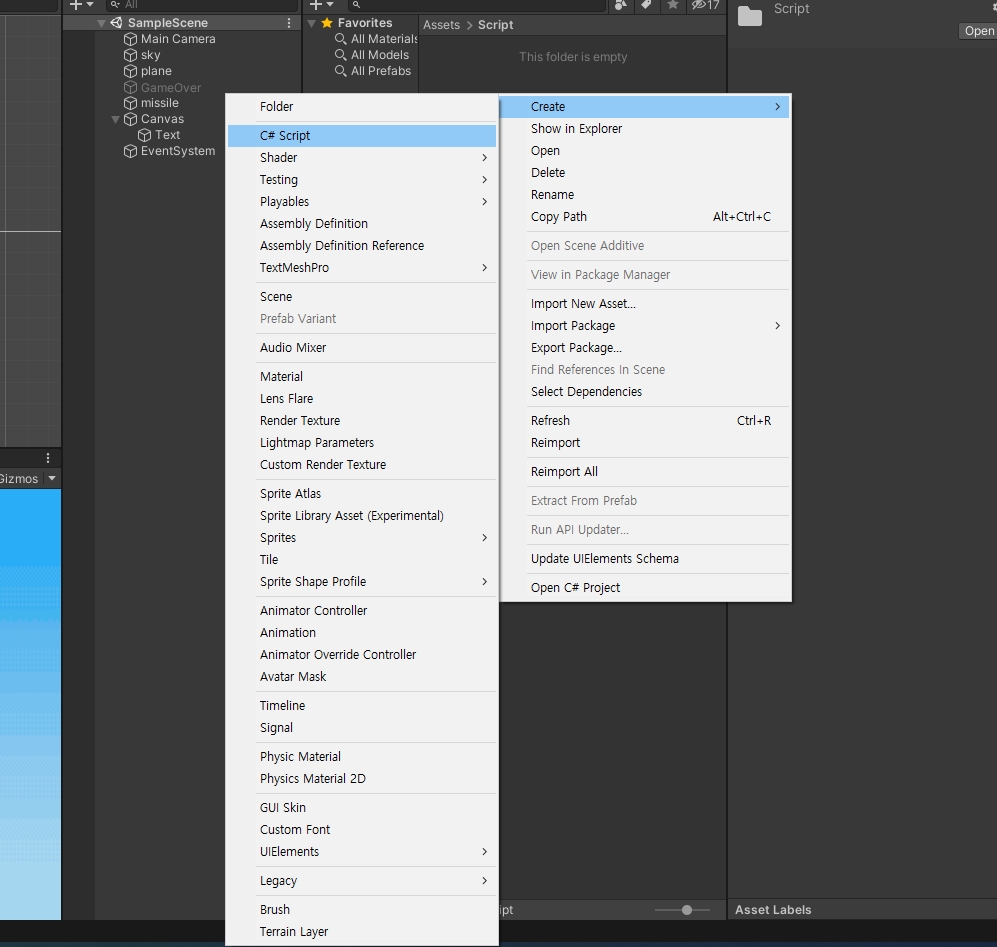 All
17
Script
Open
SampleScene
Main Camera
sky
plane
GameOver
missile
Canvas
Text
EventSystem
Favorites
All Materials
All Models
All Prefabs
Assets > Script
This folder is empty
Folder
C# Script
Shader
Testing
Playables
Assembly Definition
Assembly Definition Reference
TextMeshPro
Scene
Prefab Variant
Audio Mixer
Material
Lens Flare
Render Texture
Lightmap Parameters
Custom Render Texture
Sprite Atlas
Sprite Library Asset (Experimental)
Sprites
Tile
Sprite Shape Profile
Animator Controller
Animation
Animator Override Controller
Avatar Mask
Timeline
Signal
Physic Material
Physics Material 2D
GUI Skin
Custom Font
UIElements
Legacy
Brush
Terrain Layer
Create
Show in Explorer
Open
Delete
Rename
Copy Path Alt+Ctrl+C
Open Scene Additive
View in Package Manager
Import New Asset...
Import Package
Export Package...
Find References In Scene
Select Dependencies
Refresh Ctrl+R
Reimport
Reimport All
Extract From Prefab
Run API Updater...
Update UIElements Schema
Open C# Project
Gizmos
ipt
Asset Labels